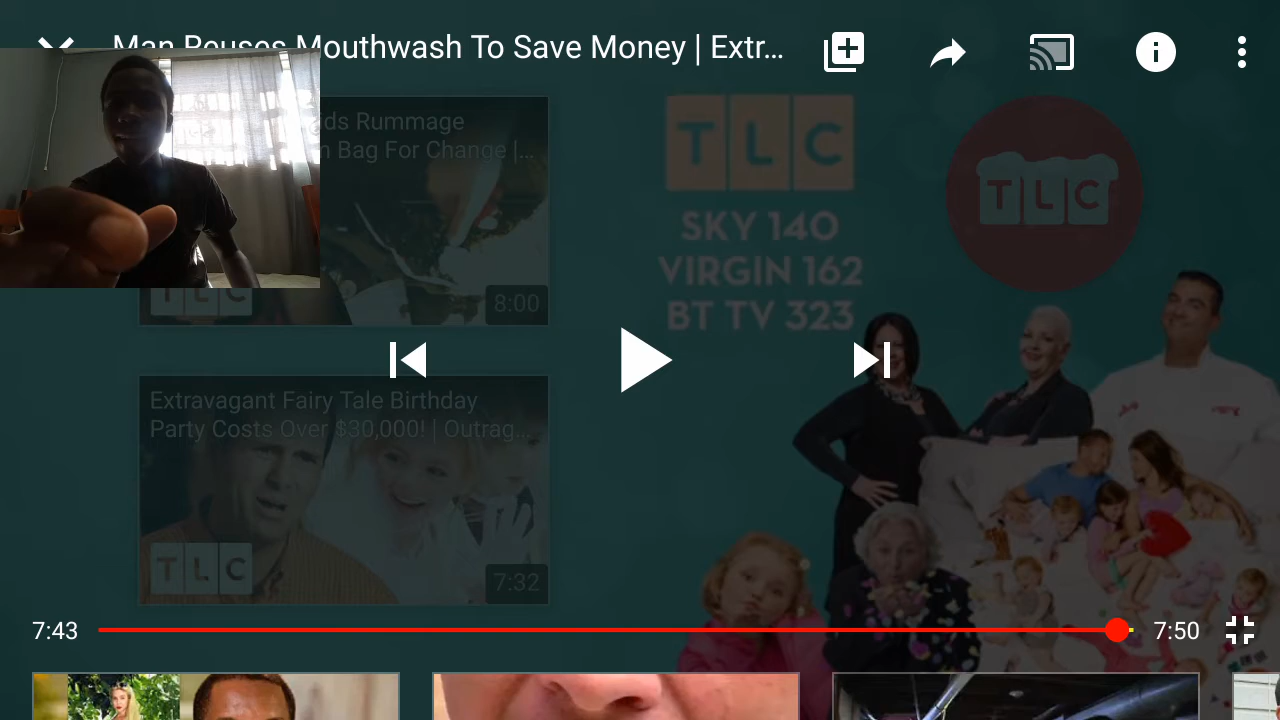 Man Reuses Mouthwash To Save Money | Extr...
ds Rummage
n Bag For Change |...
TLC
8:00
TLC
SKY 140
VIRGIN 162
BT TV 323
TLC
Extravagant Fairy Tale Birthday
Party Costs Over $30,000! | Outrag...
TLC
7:32
7:43
7:50